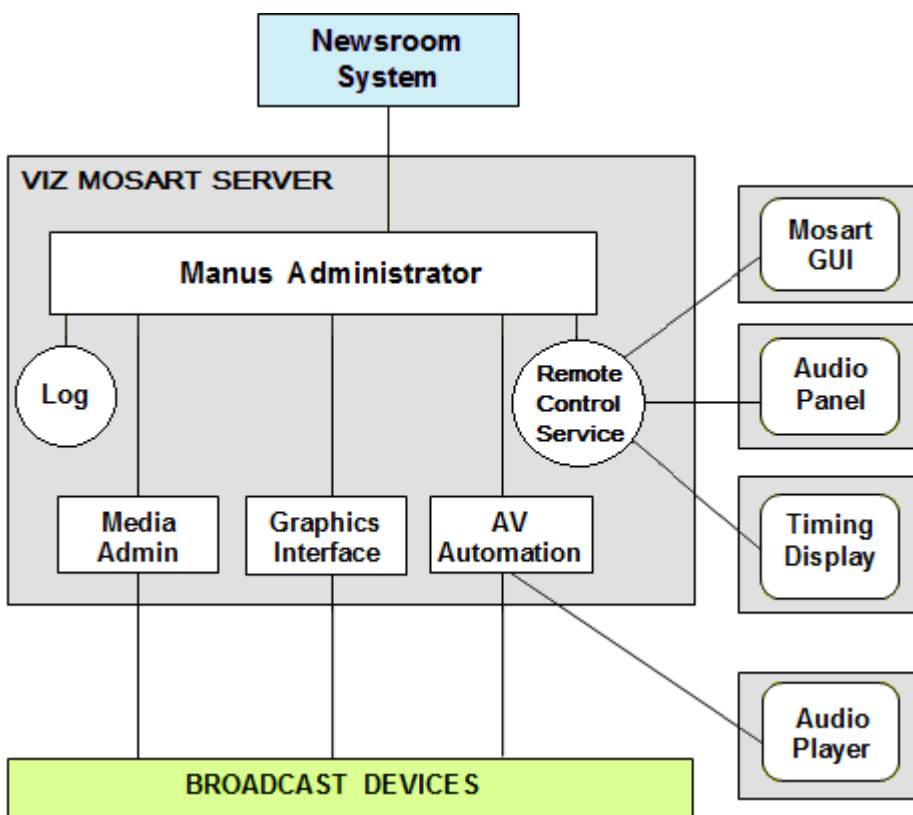 Newsroom
System
VIZ MOSART SERVER
Manus Administrator
Log
Remote
Control
Service
Media
Admin
Graphics
Interface
AV
Automation
Mosart
GUI
Audio
Panel
Timing
Display
Audio
Player
BROADCAST DEVICES